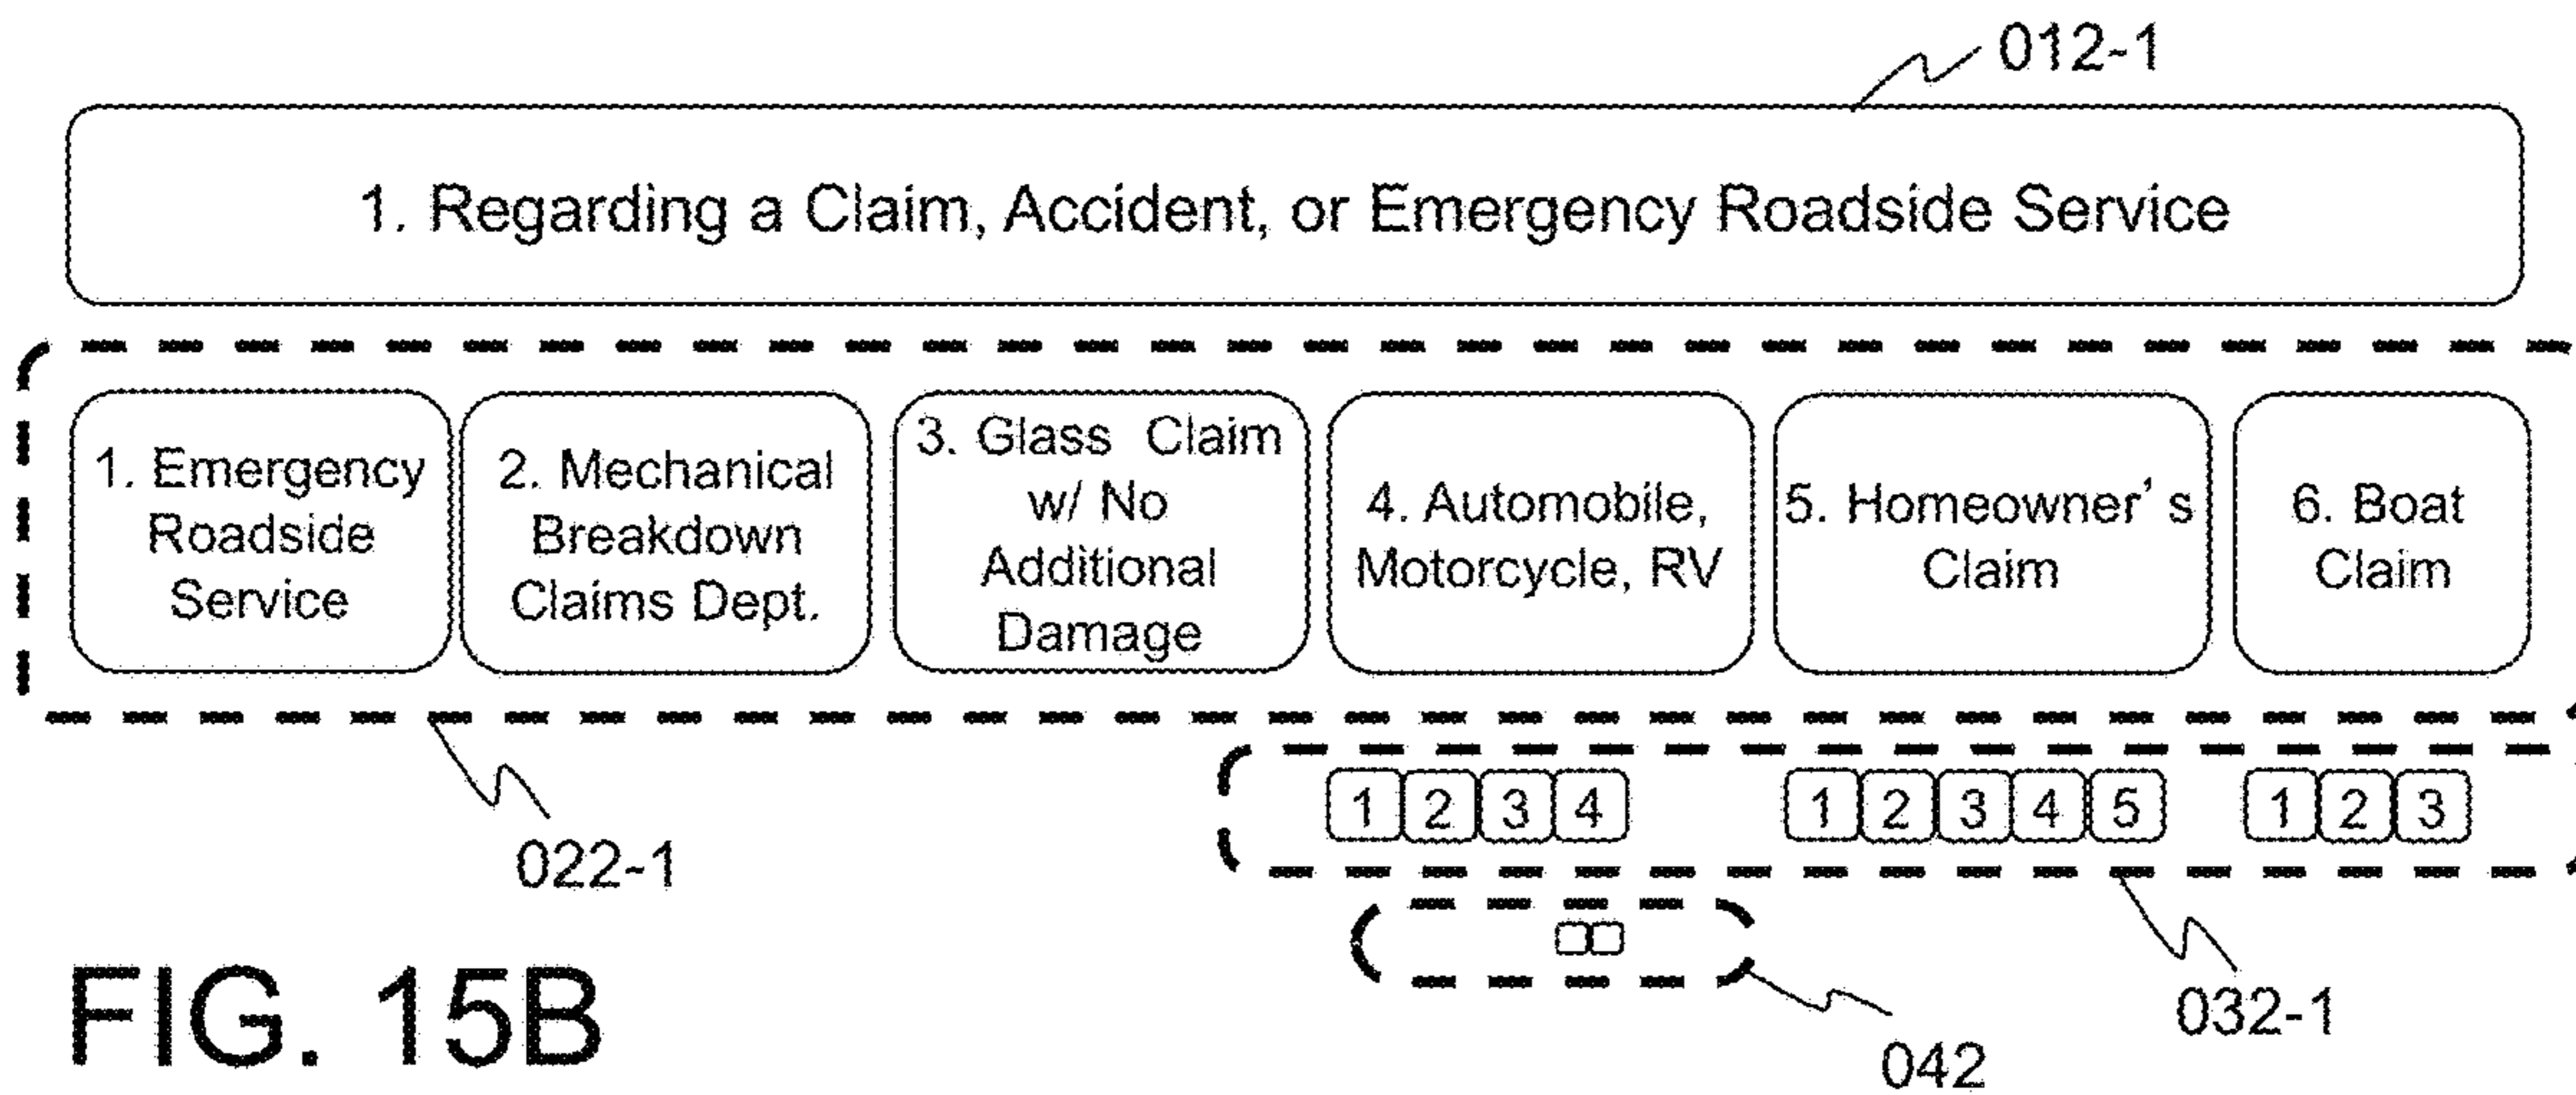 012-1
1. Regarding a Claim, Accident, or Emergency Roadside Service
1. Emergency
Roadside
Service
2. Mechanical
Breakdown
Claims Dept.
3. Glass Claim
w/ No
Additional
Damage
4. Automobile,
Motorcycle, RV
5. Homeowner's
Claim
6. Boat
Claim
1 2 3 4
1 2 3 4 5
1 2 3
022-1
032-1
042
FIG. 15B